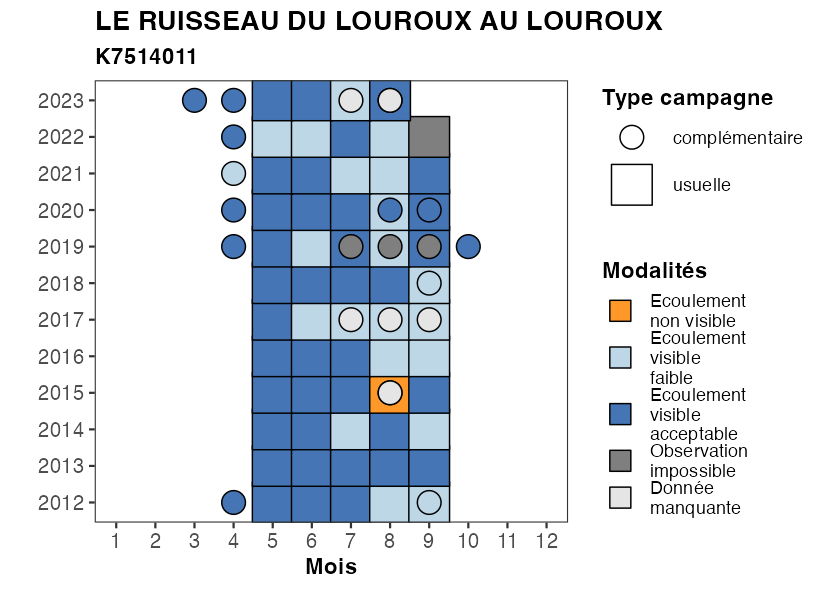 LE RUISSEAU DU LOUROUX AU LOUROUX
K7514011
2023
2022
2021
2020
2019
2018
2017
2016
2015
2014
2013
2012
1 2 3 4 5 6 7 8 9 10 11 12
Mois
Type campagne
complémentaire
usuelle
Modalités
Ecoulement
non visible
Ecoulement
visible
faible
Ecoulement
visible
acceptable
Observation
impossible
Donnée
manquante